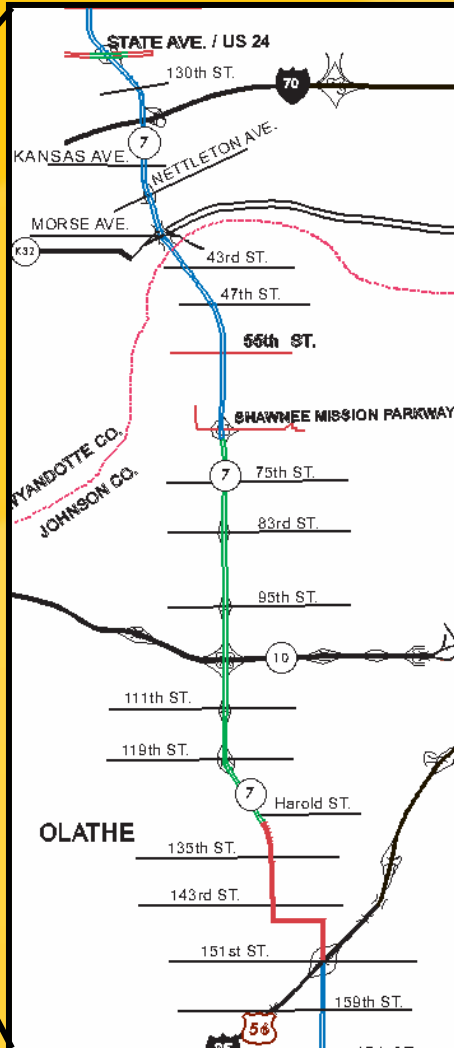 STATE AVE. / US 24
130th ST.
70
7
KANSAS AVE.
NETTLETON AVE.
MORSE AVE.
K32
43rd ST.
47th ST.
55th ST.
SHAWNEE MISSION PARKWAY
WYANDOTTE CO.
JOHNSON CO.
7
75th ST.
83rd ST.
95th ST.
10
111th ST.
119th ST.
7
Harold ST.
OLATHE
135th ST.
143rd ST.
151st ST.
159th ST.
56